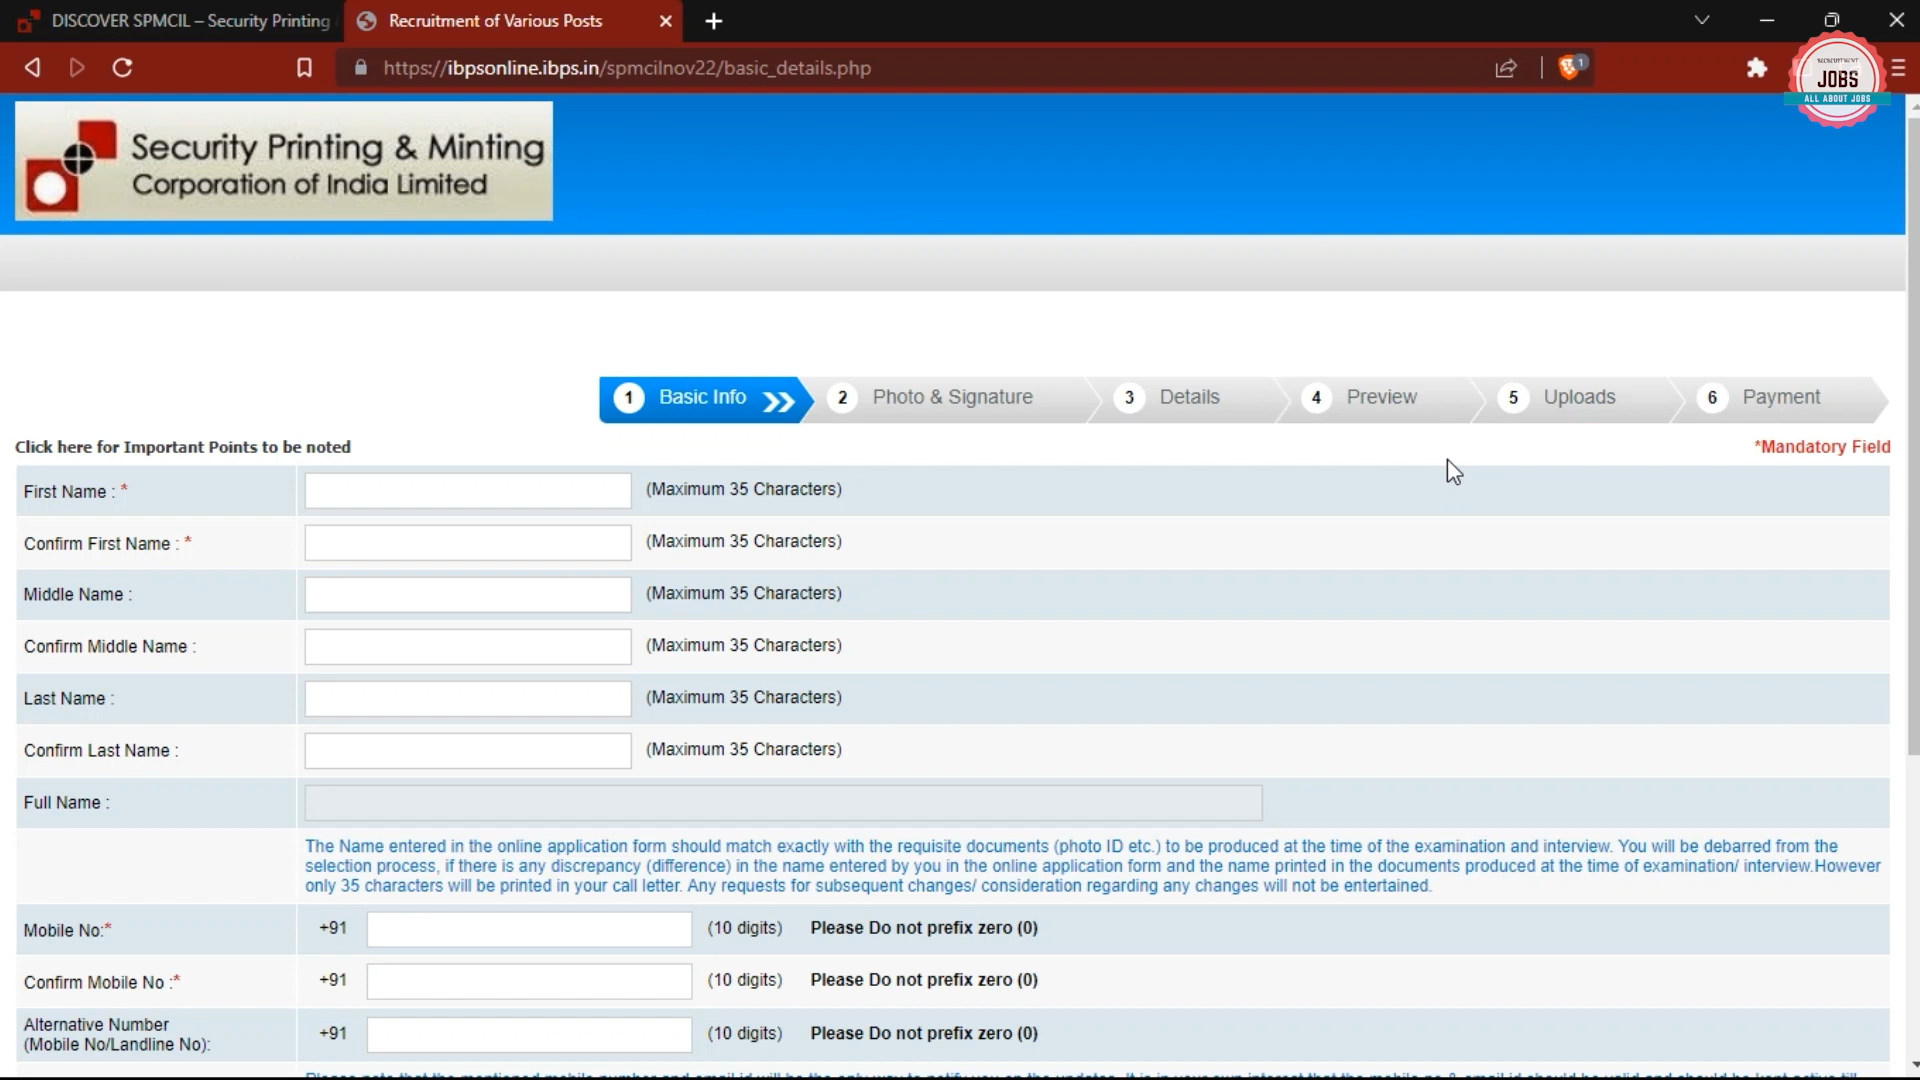 DISCOVER SPMCIL – Security Printing
Recruitment of Various Posts
https://ibpsonline.ibps.in/spmcilnov22/basic_details.php
1
RECRUITMENT
JOBS
ALL ABOUT JOBS
Security Printing & Minting
Corporation of India Limited
1 Basic Info 2 Photo & Signature 3 Details 4 Preview 5 Uploads 6 Payment
Click here for Important Points to be noted *Mandatory Field
First Name : * (Maximum 35 Characters)
Confirm First Name : * (Maximum 35 Characters)
Middle Name : (Maximum 35 Characters)
Confirm Middle Name : (Maximum 35 Characters)
Last Name : (Maximum 35 Characters)
Confirm Last Name : (Maximum 35 Characters)
Full Name :
The Name entered in the online application form should match exactly with the requisite documents (photo ID etc.) to be produced at the time of the examination and interview. You will be debarred from the
selection process, if there is any discrepancy (difference) in the name entered by you in the online application form and the name printed in the documents produced at the time of examination/ interview.However
only 35 characters will be printed in your call letter. Any requests for subsequent changes/ consideration regarding any changes will not be entertained.
Mobile No:* +91 (10 digits) Please Do not prefix zero (0)
Confirm Mobile No :* +91 (10 digits) Please Do not prefix zero (0)
Alternative Number
(Mobile No/Landline No): +91 (10 digits) Please Do not prefix zero (0)